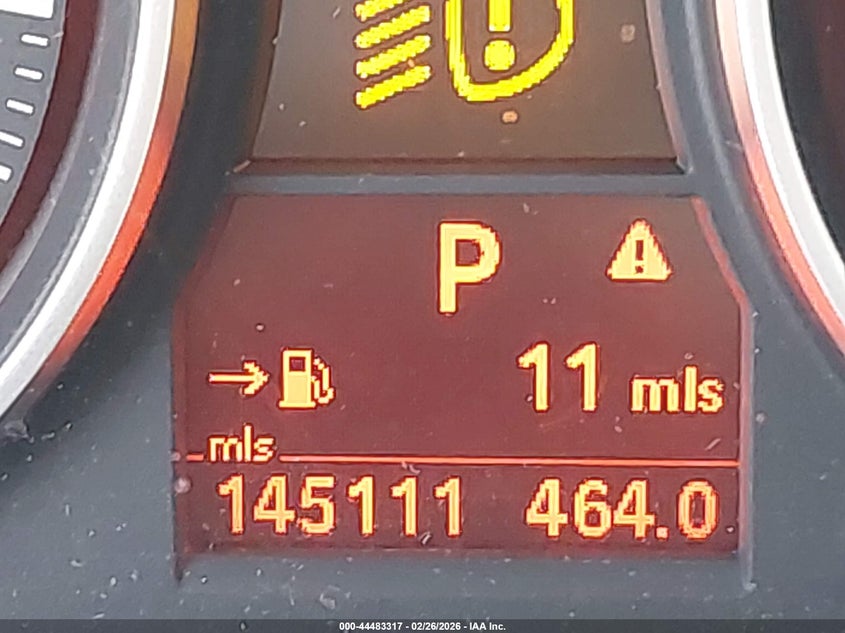 P
11 mls
mls
145111 464.0
000-44483317 - 02/26/2026 - IAA Inc.